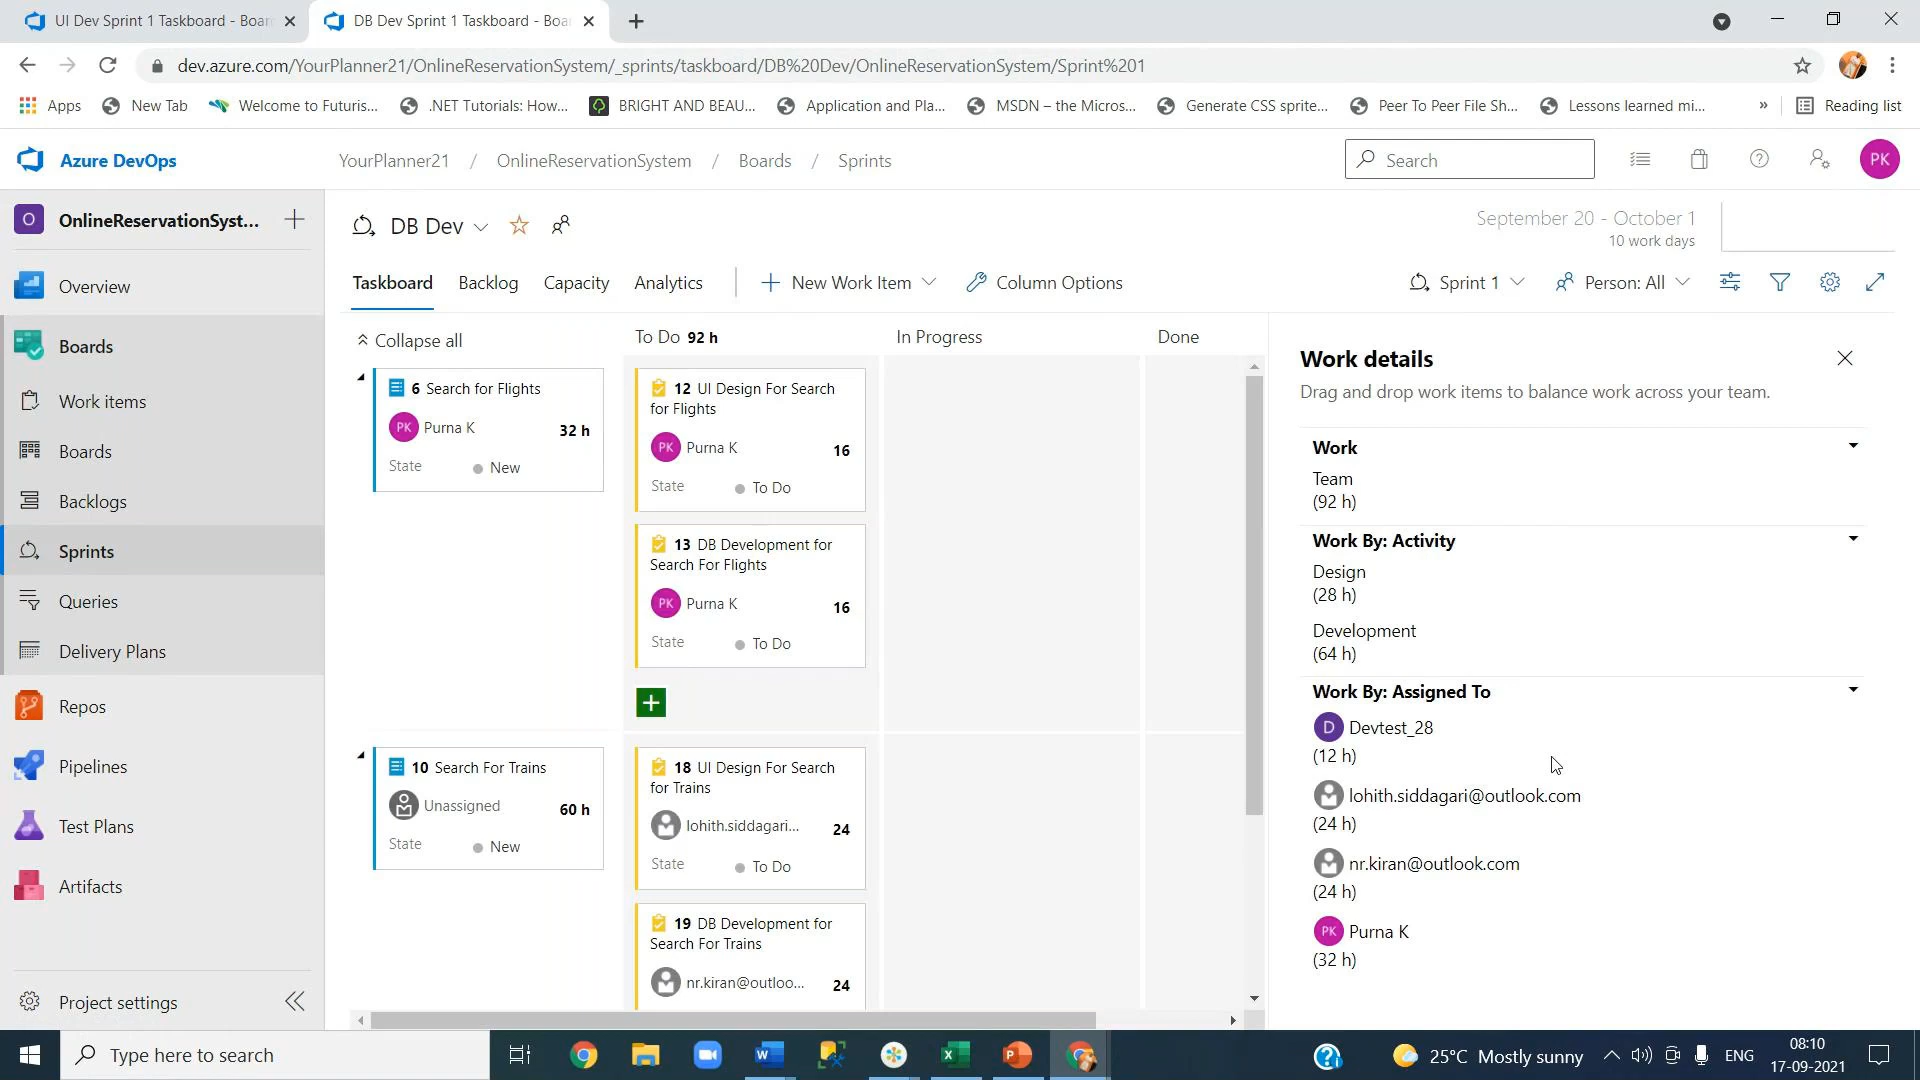 UI Dev Sprint 1 Taskboard - Boar
DB Dev Sprint 1 Taskboard - Boa
dev.azure.com/YourPlanner21/OnlineReservationSystem/_sprints/taskboard/DB%20Dev/OnlineReservationSystem/Sprint%201
Apps
New Tab
Welcome to Futuris...
.NET Tutorials: How...
BRIGHT AND BEAU...
Application and Pla...
MSDN – the Micros...
Generate CSS sprite...
Peer To Peer File Sh...
Lessons learned mi...
»
Reading list
Azure DevOps
YourPlanner21 / OnlineReservationSystem / Boards / Sprints
Search
PK
O
OnlineReservationSyst...
Overview
Boards
Work items
Boards
Backlogs
Sprints
Queries
Delivery Plans
Repos
Pipelines
Test Plans
Artifacts
Project settings
DB Dev
September 20 - October 1
10 work days
Taskboard
Backlog
Capacity
Analytics
New Work Item
Column Options
Sprint 1
Person: All
Collapse all
To Do 92 h
In Progress
Done
6 Search for Flights
PK Purna K
32 h
State
New
12 UI Design For Search
for Flights
PK Purna K
16
State
To Do
13 DB Development for
Search For Flights
PK Purna K
16
State
To Do
10 Search For Trains
Unassigned
60 h
State
New
18 UI Design For Search
for Trains
lohith.siddagari...
24
State
To Do
19 DB Development for
Search For Trains
nr.kiran@outloo...
24
Work details
Drag and drop work items to balance work across your team.
Work
Team
(92 h)
Work By: Activity
Design
(28 h)
Development
(64 h)
Work By: Assigned To
D Devtest_28
(12 h)
lohith.siddagari@outlook.com
(24 h)
nr.kiran@outlook.com
(24 h)
PK Purna K
(32 h)
Type here to search
25°C Mostly sunny
ENG
08:10
17-09-2021